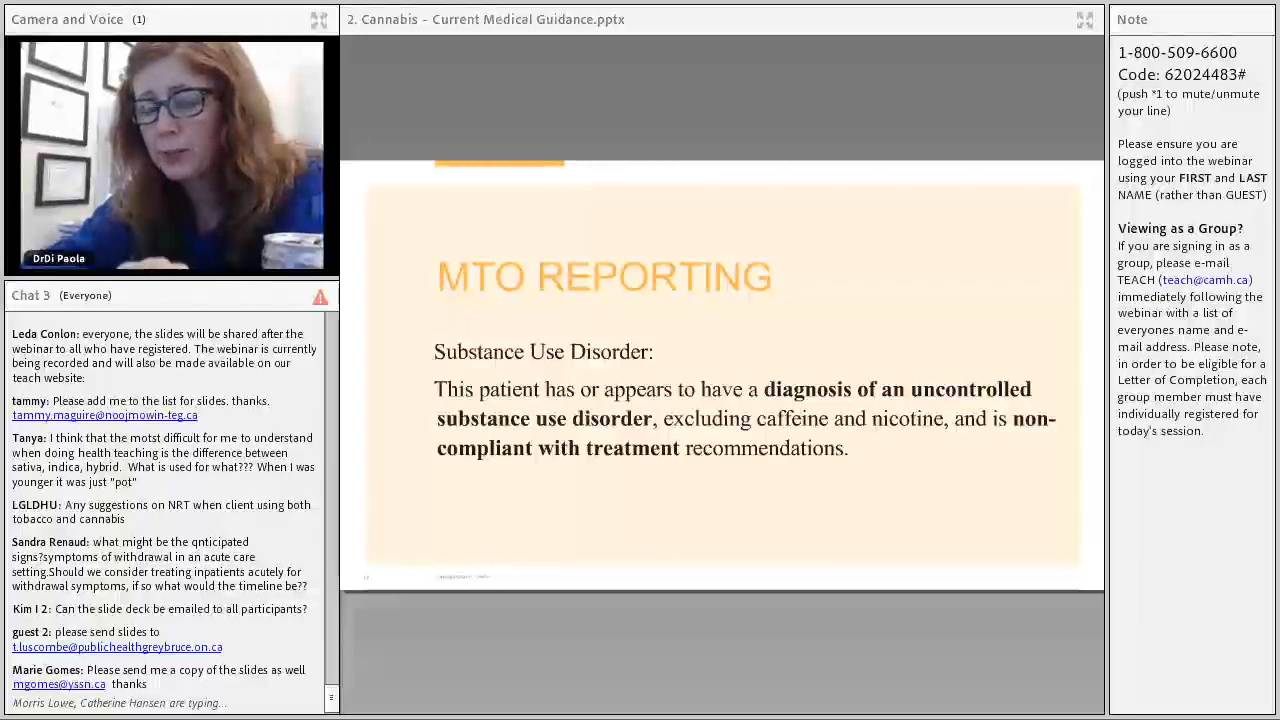 Camera and Voice (1)
DrDi Paola
Chat 3 (Everyone)
Leda Conlon: everyone, the slides will be shared after the
webinar to all who have registered. The webinar is currently
being recorded and will also be made available on our
teach website:
tammy: Please add me to the list for slides. thanks.
tammy.maguire@noojmowin-teg.ca
Tanya: I think that the motst difficult for me to understand
when doing health teaching is the difference between
sativa, indica, hybrid. What is used for what??? When I was
younger it was just "pot"
LGLDHU: Any suggestions on NRT when client using both
tobacco and cannabis
Sandra Renaud: what might be the qnticipated
signs?symptoms of withdrawal in an acute care
setting.Should we consider treating inpatients acutely for
withdrawal symptoms, if so what would the timeline be??
Kim I 2: Can the slide deck be emailed to all participants?
guest 2: please send slides to
t.luscombe@publichealthgreybruce.on.ca
Marie Gomes: Please send me a copy of the slides as well
mgomes@yssn.ca thanks
Morris Lowe, Catherine Hansen are typing...
2. Cannabis - Current Medical Guidance.pptx
MTO REPORTING
Substance Use Disorder:
This patient has or appears to have a diagnosis of an uncontrolled
substance use disorder, excluding caffeine and nicotine, and is non-
compliant with treatment recommendations.
Note
1-800-509-6600
Code: 62024483#
(push *1 to mute/unmute
your line)
Please ensure you are
logged into the webinar
using your FIRST and LAST
NAME (rather than GUEST)
Viewing as a Group?
If you are signing in as a
group, please e-mail
TEACH (teach@camh.ca)
immediately following the
webinar with a list of
everyones name and e-
mail address. Please note,
in order to be eligible for a
Letter of Completion, each
group member must have
individually registered for
today's session.